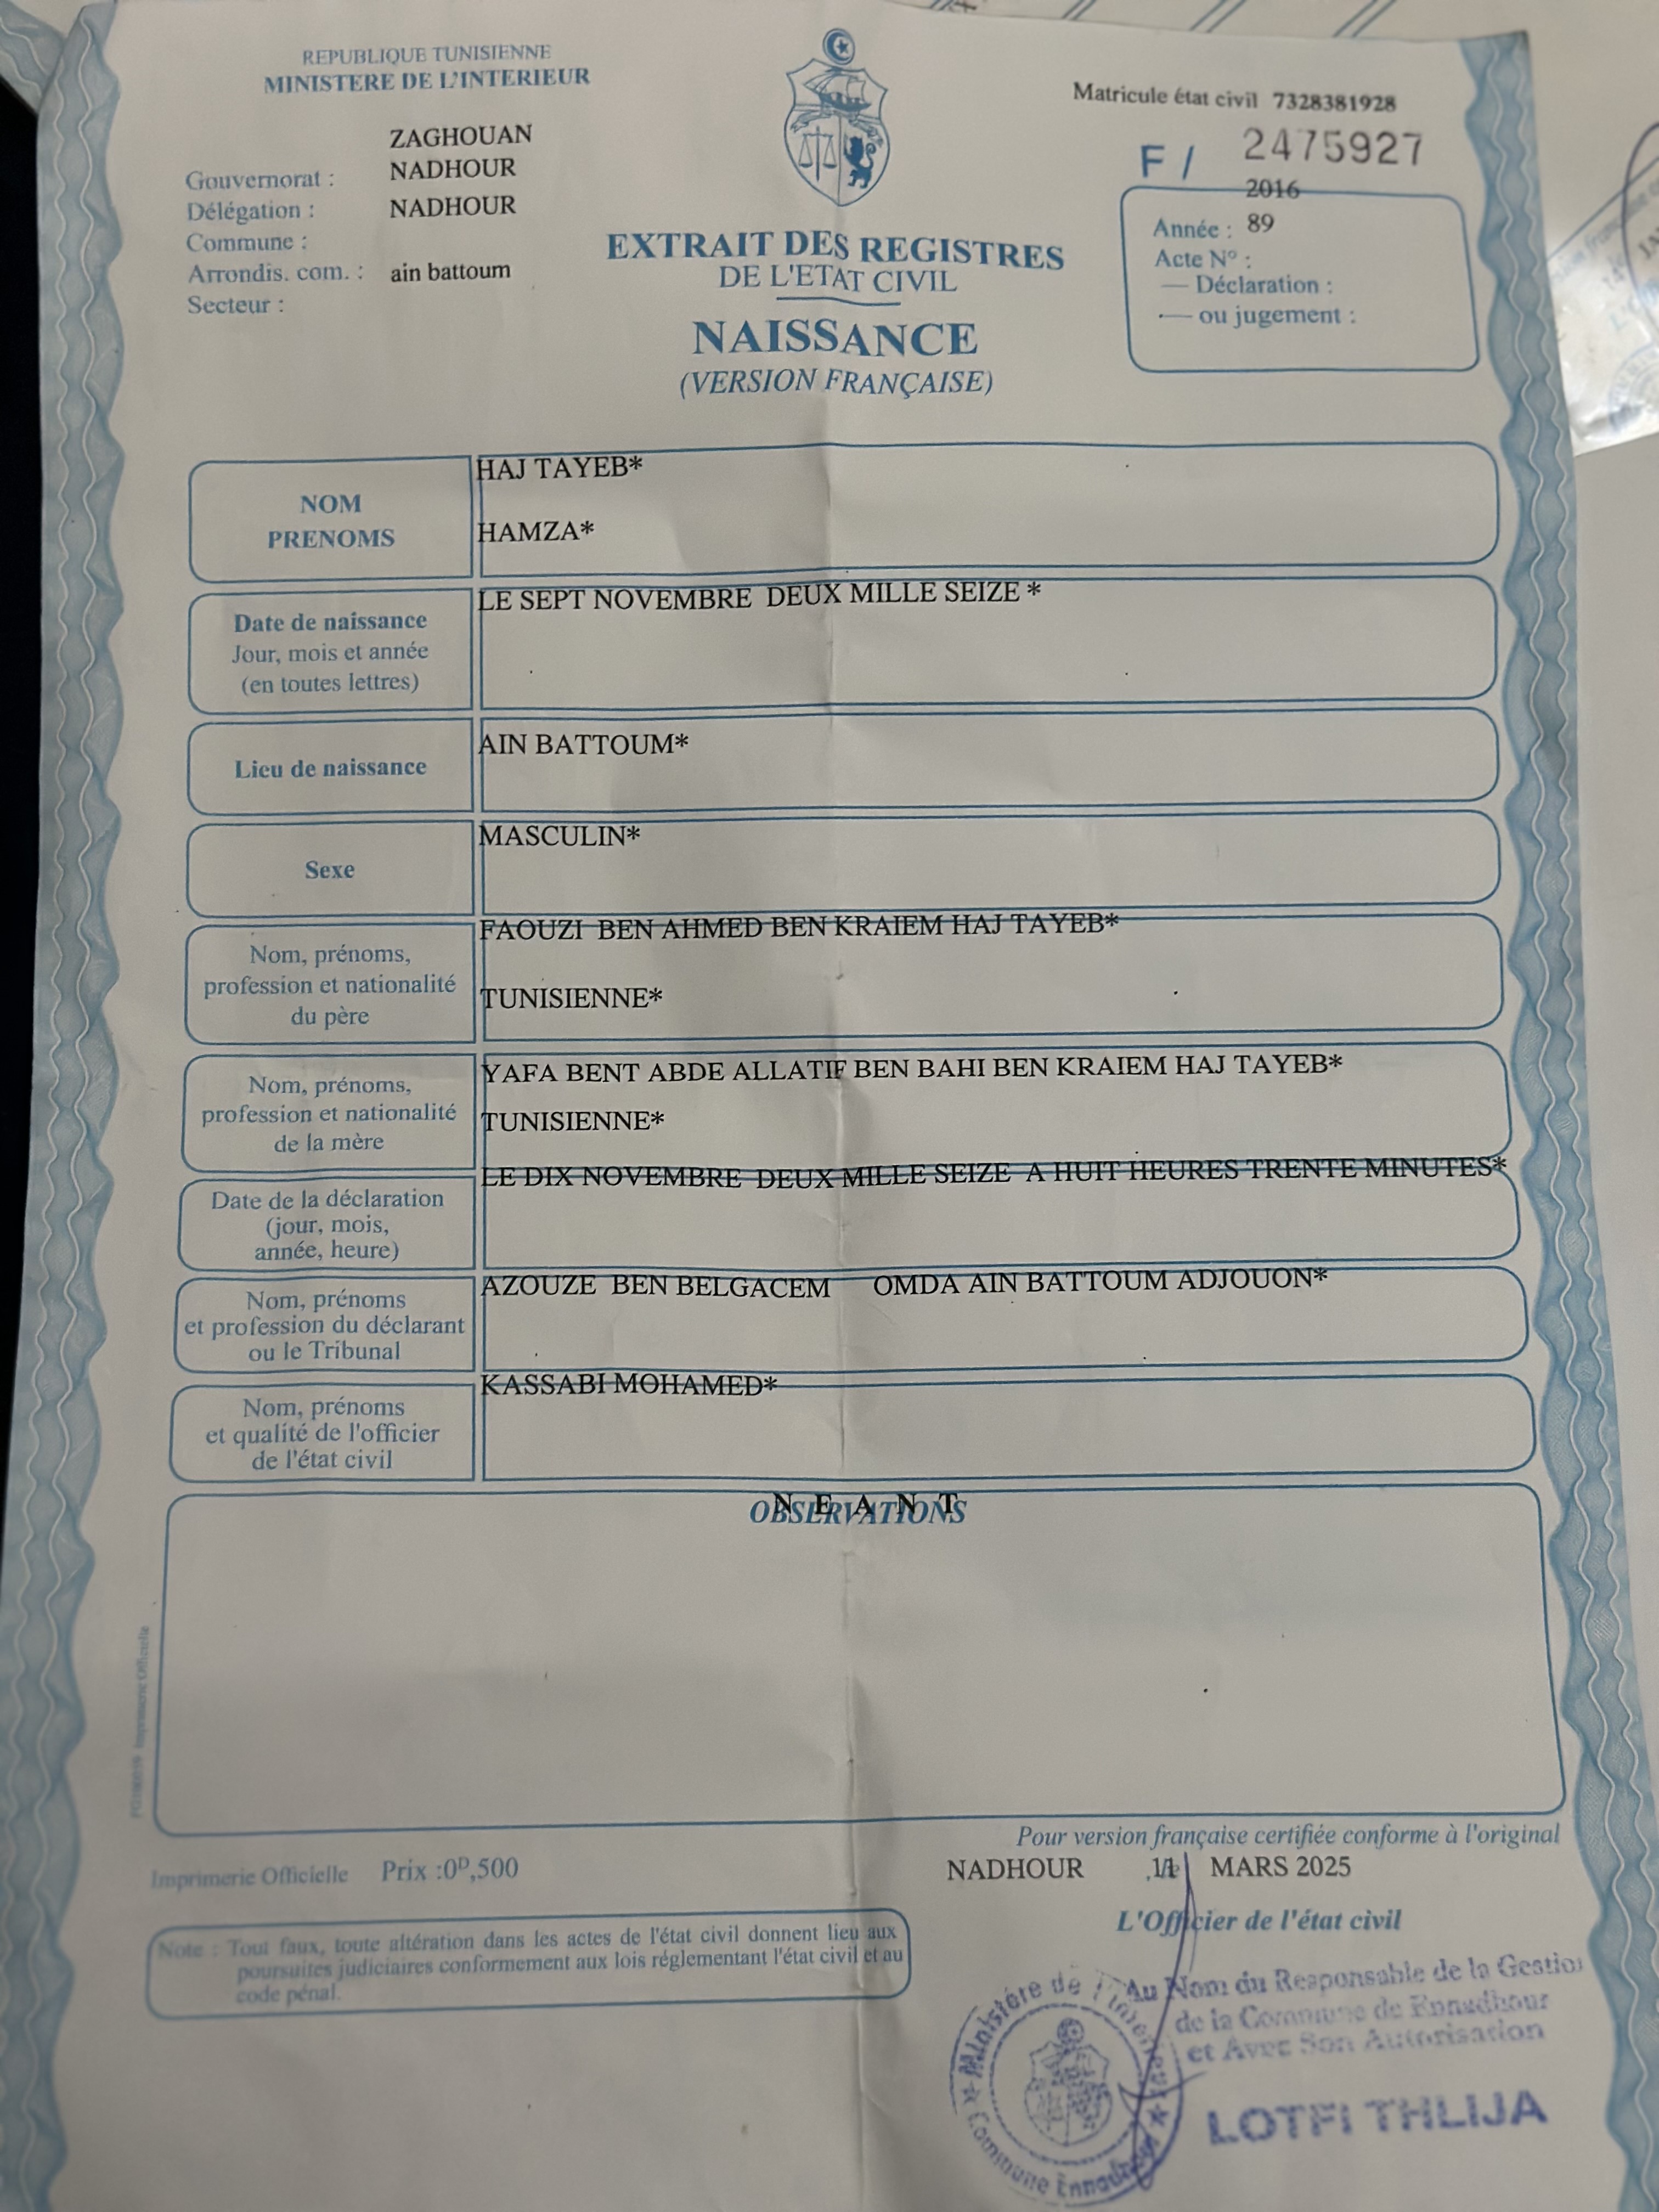 REPUBLIQUE TUNISIENNE
MINISTERE DE L'INTERIEUR
ZAGHOUAN
Gouvernorat : NADHOUR
Délégation : NADHOUR
Commune :
Arrondis. com. : ain battoum
Secteur :
EXTRAIT DES REGISTRES
DE L'ETAT CIVIL
NAISSANCE
(VERSION FRANÇAISE)
Matricule état civil 7328381928
F / 2475927
2016
Année : 89
Acte N° :
— Déclaration :
— ou jugement :
NOM
PRENOMS
HAJ TAYEB*
HAMZA*
Date de naissance
Jour, mois et année
(en toutes lettres)
LE SEPT NOVEMBRE DEUX MILLE SEIZE *
Lieu de naissance
AIN BATTOUM*
Sexe
MASCULIN*
Nom, prénoms,
profession et nationalité
du père
FAOUZI BEN AHMED BEN KRAIEM HAJ TAYEB*
TUNISIENNE*
Nom, prénoms,
profession et nationalité
de la mère
YAFA BENT ABDE ALLATIF BEN BAHI BEN KRAIEM HAJ TAYEB*
TUNISIENNE*
Date de la déclaration
(jour, mois,
année, heure)
LE DIX NOVEMBRE DEUX MILLE SEIZE A HUIT HEURES TRENTE MINUTES*
Nom, prénoms
et profession du déclarant
ou le Tribunal
AZOUZE BEN BELGACEM OMDA AIN BATTOUM ADJOUON*
Nom, prénoms
et qualité de l'officier
de l'état civil
KASSABI MOHAMED*
OBSERVATIONS
N E A N T
Imprimerie Officielle
Pour version française certifiée conforme à l'original
Imprimerie Officielle Prix :0ᴰ,500
NADHOUR MARS 2025
L'Officier de l'état civil
Note : Tout faux, toute altération dans les actes de l'état civil donnent lieu aux
poursuites judiciaires conformement aux lois réglementant l'état civil et au
code pénal.
Au Nom du Responsable de la Gestion
de la Commune de Ennadhour
et Avec Son Autorisation
LOTFI THLIJA
Ministère de l'Intérieur
Commune Ennadhour